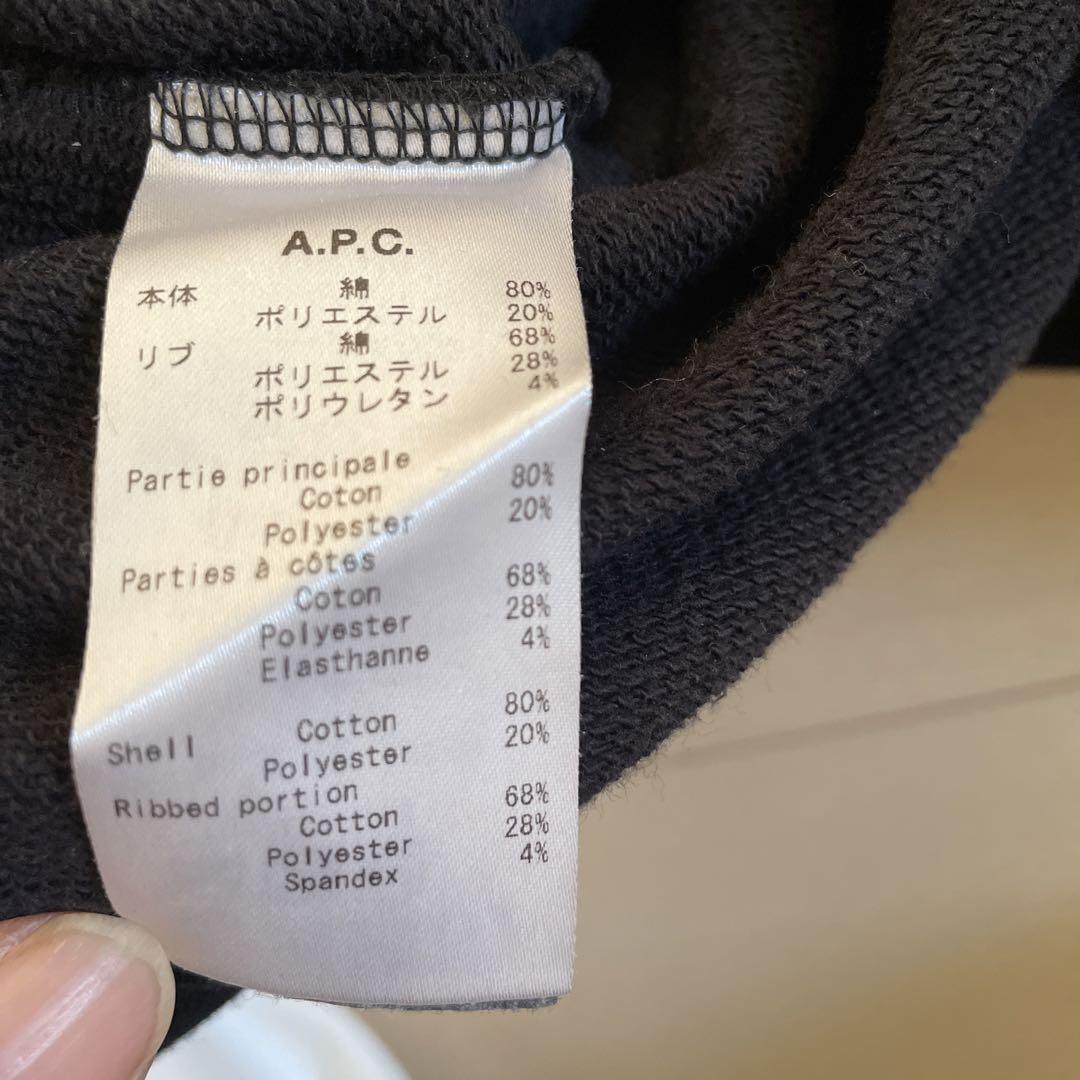 A.P.C.
本体 綿 80%
ポリエステル 20%
リブ 綿 68%
ポリエステル 28%
ポリウレタン 4%
Partie principale
Coton 80%
Polyester 20%
Parties à côtes
Coton 68%
Polyester 28%
Elasthanne 4%
Shell Cotton 80%
Polyester 20%
Ribbed portion
Cotton 68%
Polyester 28%
Spandex 4%